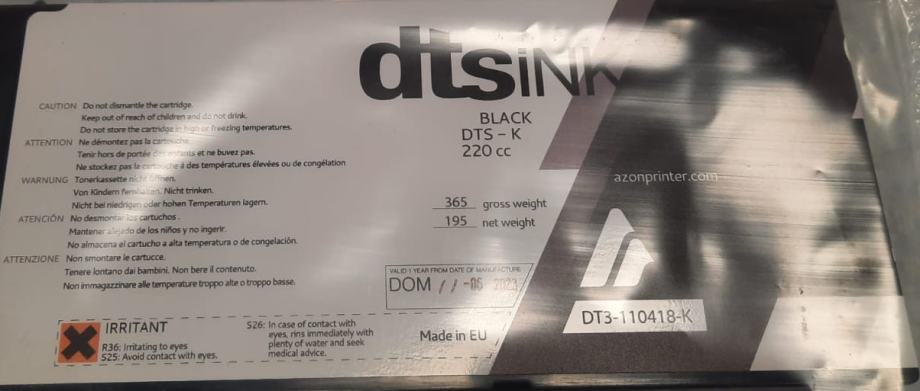 dtsiNK
BLACK
DTS - K
220 cc
CAUTION Do not dismantle the cartridge.
Keep out of reach of children and do not drink.
Do not store the cartridge in high or freezing temperatures.
ATTENTION Ne démontez pas la cartouche.
Tenir hors de portée des enfants et ne buvez pas.
Ne stockez pas la cartouche à des températures élevées ou de congélation
WARNUNG Tonerkassette nicht öffnen.
Von Kindern fernhalten. Nicht trinken.
Nicht bei niedrigen oder hohen Temperaturen lagern.
ATENCIÓN No desmontar los cartuchos.
Mantener alejado de los niños y no ingerir.
No almacena el cartucho a alta temperatura o de congelación.
ATTENZIONE Non smontare le cartucce.
Tenere lontano dai bambini. Non bere il contenuto.
Non immagazzinare alle temperature troppo alte o troppo basse.
365 gross weight
195 net weight
VALID 1 YEAR FROM DATE OF MANUFACTURE
DOM 11-06 2023
IRRITANT
R36: Irritating to eyes
S25: Avoid contact with eyes.
S26: In case of contact with
eyes, rins immediately with
plenty of water and seek
medical advice.
Made in EU
azonprinter.com
DT3-110418-K